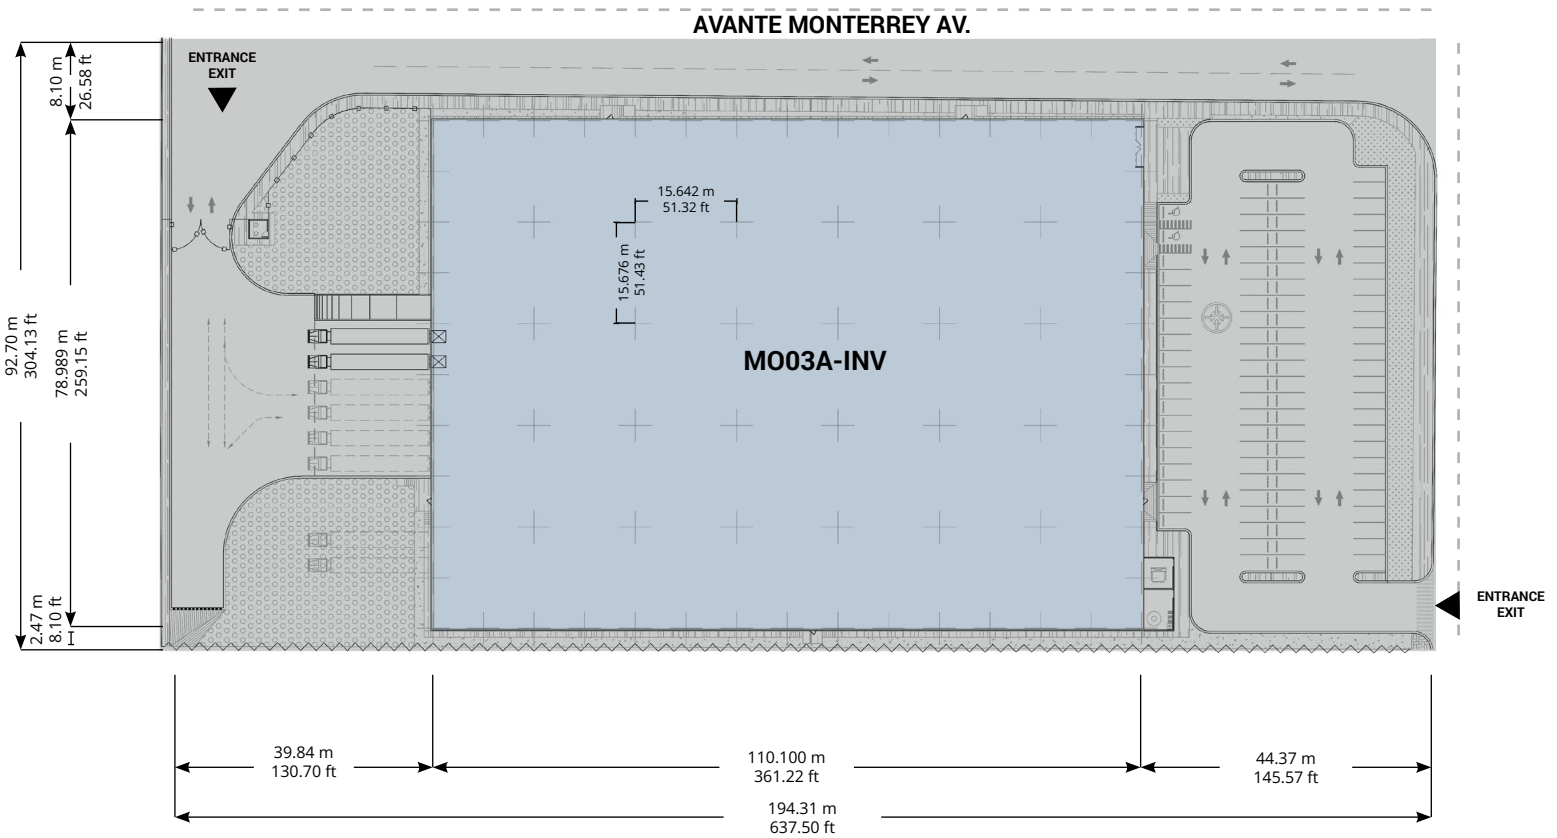 AVANTE MONTERREY AV.
ENTRANCE
EXIT
8.10 m
26.58 ft
15.642 m
51.32 ft
15.676 m
51.43 ft
92.70 m
304.13 ft
78.989 m
259.15 ft
MO03A-INV
2.47 m
8.10 ft
ENTRANCE
EXIT
39.84 m
130.70 ft
110.100 m
361.22 ft
44.37 m
145.57 ft
194.31 m
637.50 ft